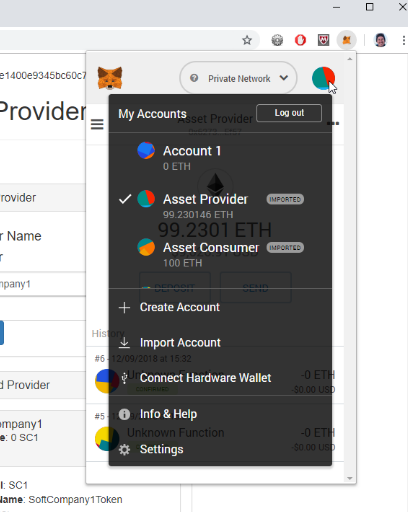 e1400e9345bc60c7
Private Network
Provider
My Accounts
Log out
Asset Provider
Account 1
0 ETH
rovider
Asset Provider
IMPORTED
99.230146 ETH
99.2301 ETH
r Name
Asset Consumer
IMPORTED
r
100 ETH
mpany1
DEPOSIT
SEND
Create Account
History
Import Account
#6 - 12/09/2018 at 15:32
Unknown Function
-0 ETH
Connect Hardware Wallet
d Provider
-$0.00 USD
Info & Help
#5 -
ompany1
Unknown Function
-0 ETH
e: 0 SC1
-$0.00 USD
Settings
l: SC1
Name: SoftCompany1Token